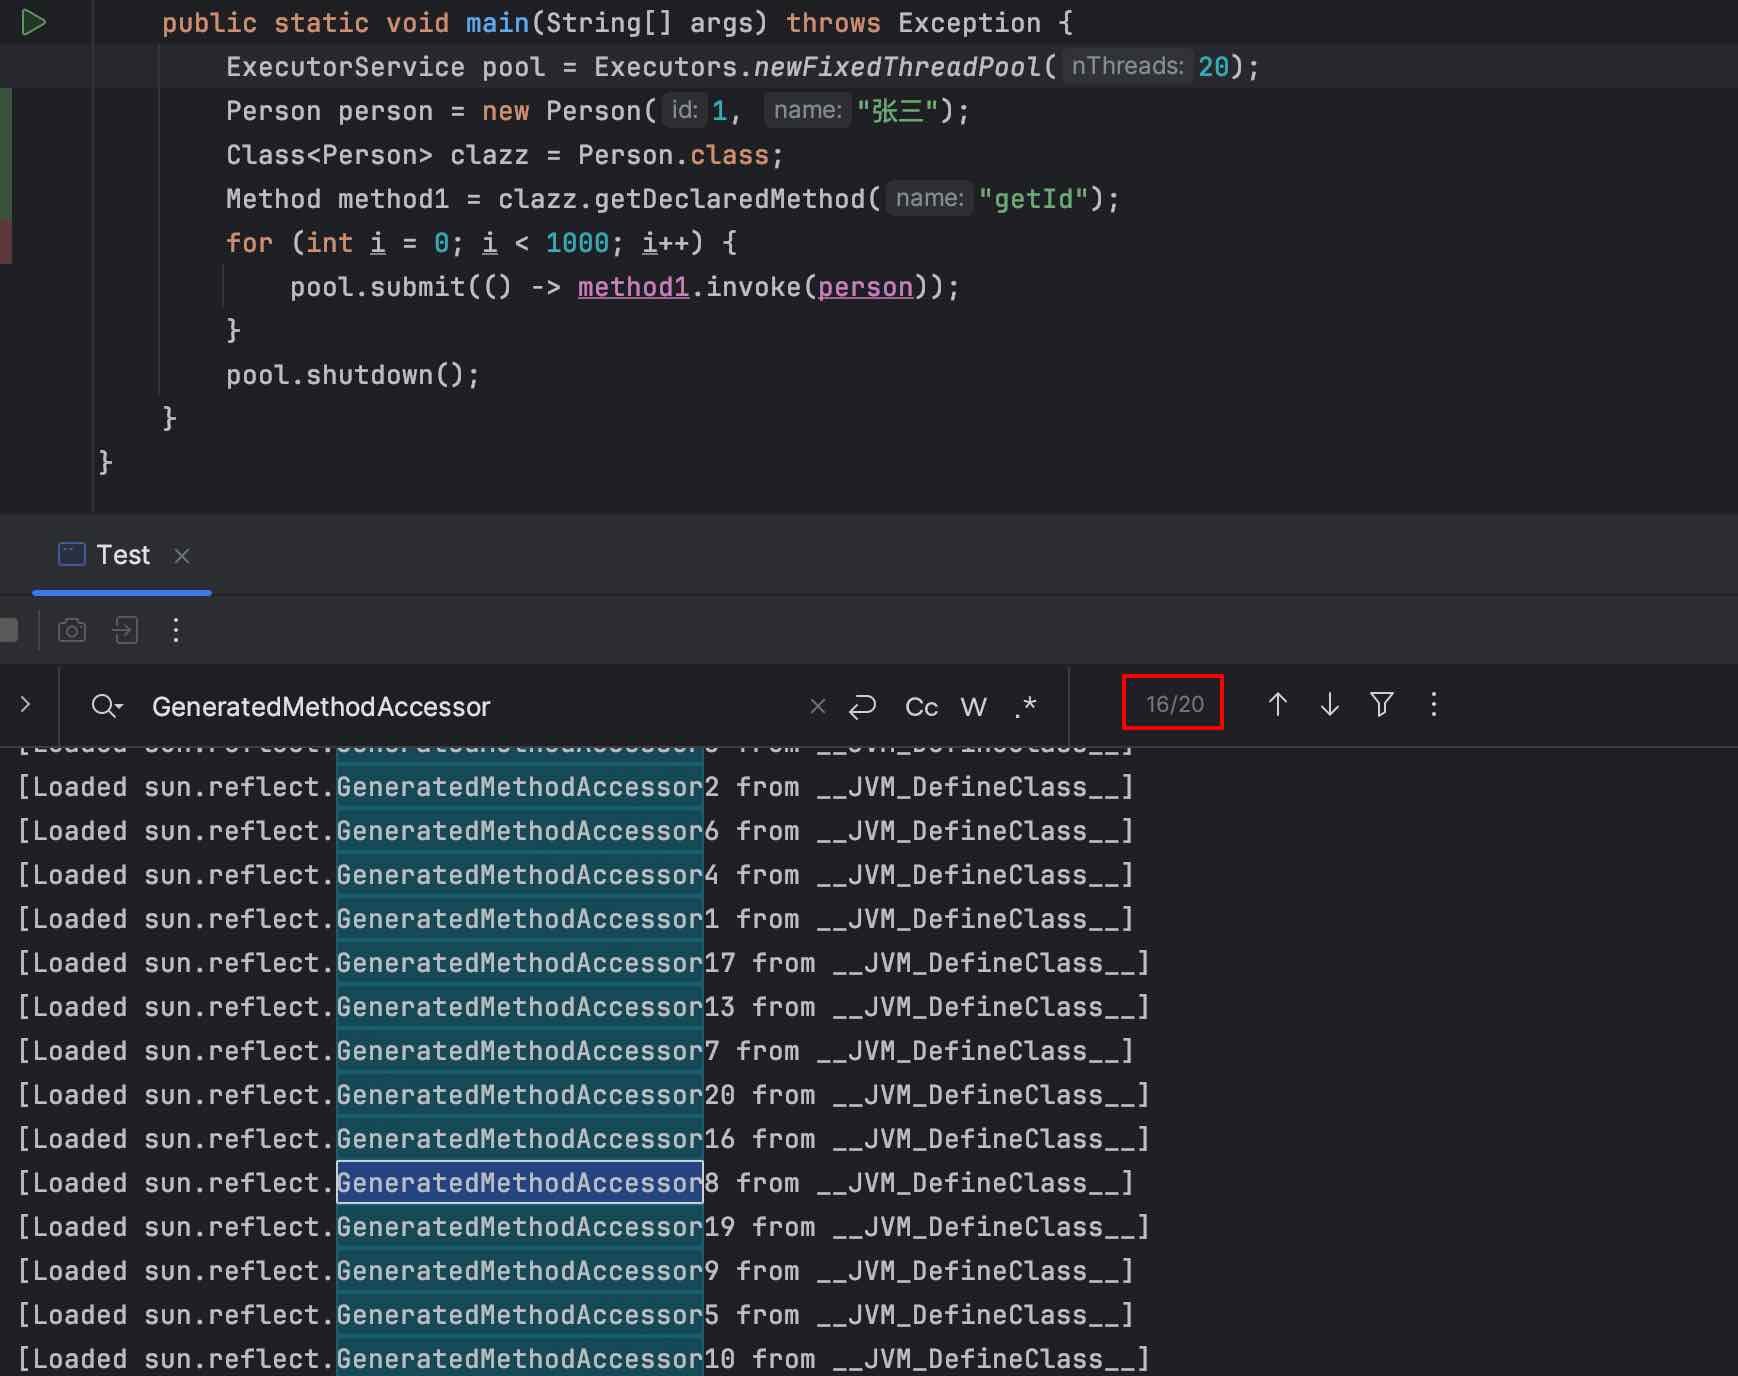 public static void main(String[] args) throws Exception {
ExecutorService pool = Executors.newFixedThreadPool( nThreads: 20);
Person person = new Person( id: 1, name: "张三");
Class<Person> clazz = Person.class;
Method method1 = clazz.getDeclaredMethod( name: "getId");
for (int i = 0; i < 1000; i++) {
pool.submit(() -> method1.invoke(person));
}
pool.shutdown();
}
}
Test
GeneratedMethodAccessor Cc W .* 16/20
[Loaded sun.reflect.GeneratedMethodAccessor from __JVM_DefineClass__]
[Loaded sun.reflect.GeneratedMethodAccessor2 from __JVM_DefineClass__]
[Loaded sun.reflect.GeneratedMethodAccessor6 from __JVM_DefineClass__]
[Loaded sun.reflect.GeneratedMethodAccessor4 from __JVM_DefineClass__]
[Loaded sun.reflect.GeneratedMethodAccessor1 from __JVM_DefineClass__]
[Loaded sun.reflect.GeneratedMethodAccessor17 from __JVM_DefineClass__]
[Loaded sun.reflect.GeneratedMethodAccessor13 from __JVM_DefineClass__]
[Loaded sun.reflect.GeneratedMethodAccessor7 from __JVM_DefineClass__]
[Loaded sun.reflect.GeneratedMethodAccessor20 from __JVM_DefineClass__]
[Loaded sun.reflect.GeneratedMethodAccessor16 from __JVM_DefineClass__]
[Loaded sun.reflect.GeneratedMethodAccessor8 from __JVM_DefineClass__]
[Loaded sun.reflect.GeneratedMethodAccessor19 from __JVM_DefineClass__]
[Loaded sun.reflect.GeneratedMethodAccessor9 from __JVM_DefineClass__]
[Loaded sun.reflect.GeneratedMethodAccessor5 from __JVM_DefineClass__]
[Loaded sun.reflect.GeneratedMethodAccessor10 from __JVM_DefineClass__]